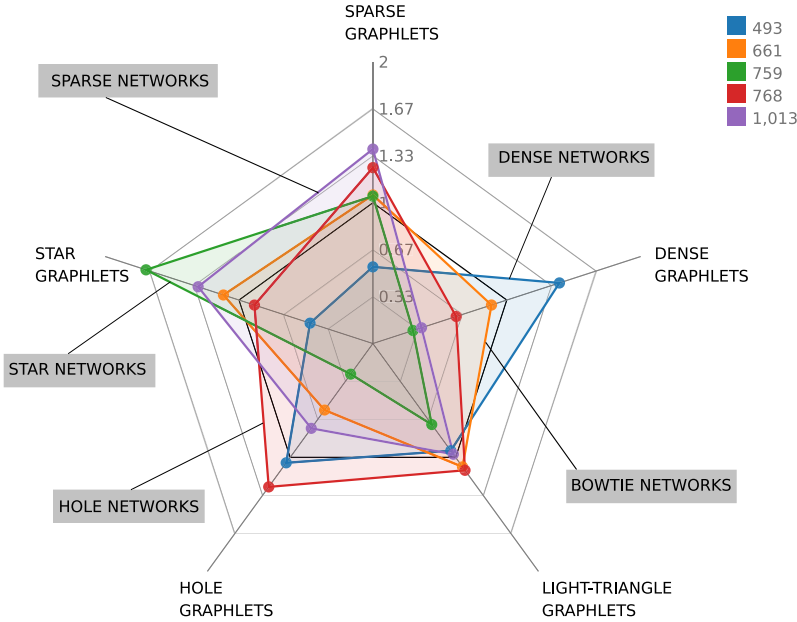 SPARSE
GRAPHLETS
493
661
759
768
1,013
2
SPARSE NETWORKS
1.67
1.33
DENSE NETWORKS
1
STAR
GRAPHLETS
0.67
DENSE
GRAPHLETS
0.33
STAR NETWORKS
BOWTIE NETWORKS
HOLE NETWORKS
HOLE
GRAPHLETS
LIGHT-TRIANGLE
GRAPHLETS